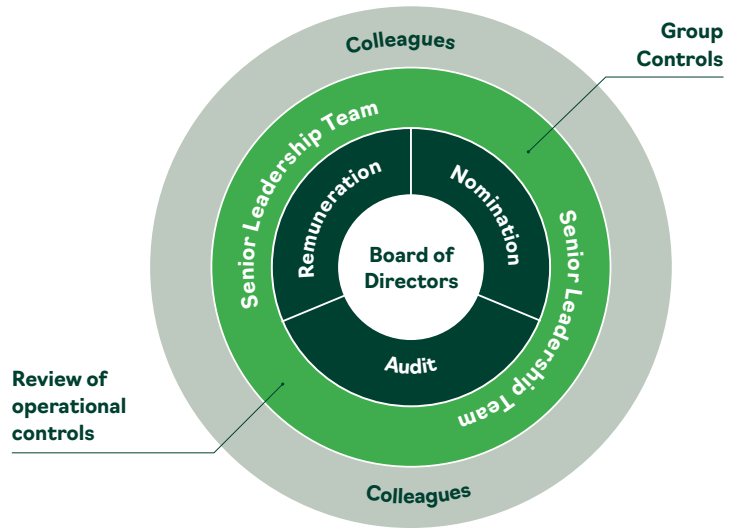 Colleagues
Group
Controls
Senior Leadership Team
Remuneration
Nomination
Board of
Directors
Senior Leadership Team
Audit
Review of
operational
controls
Colleagues